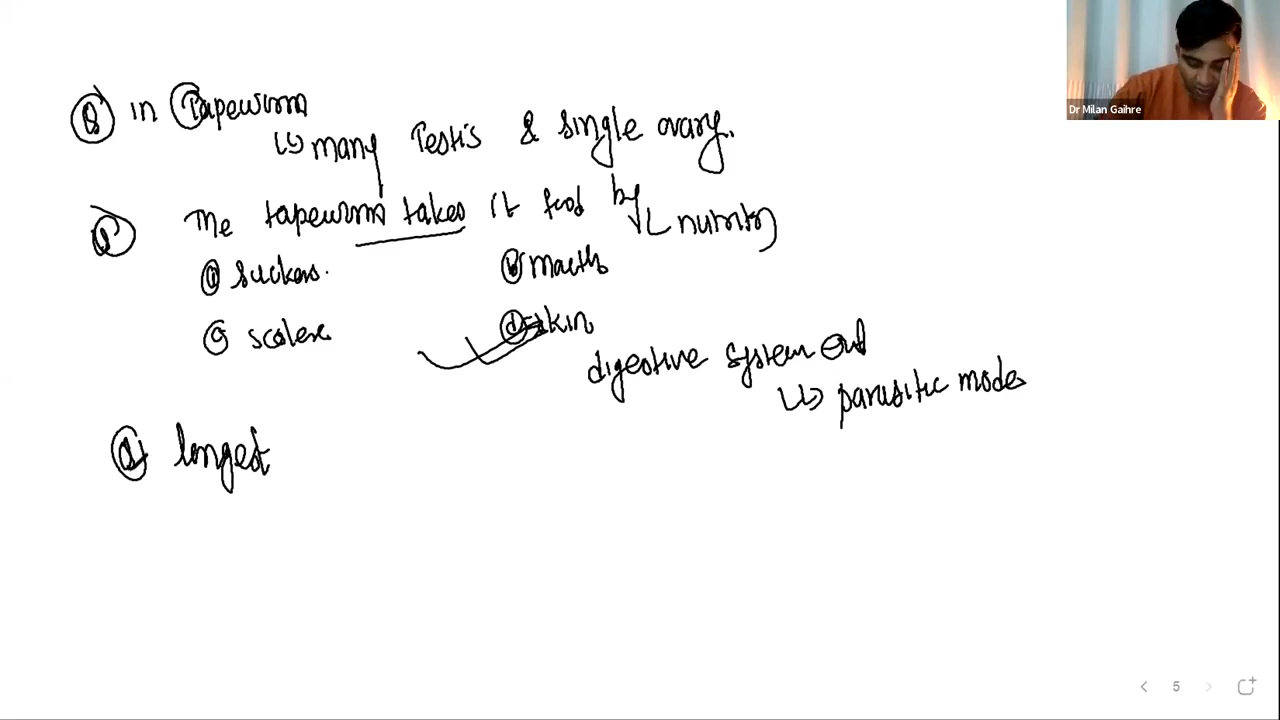 Dr Milan Gaihre
Q in Tapeworm
↳ many Testis & single ovary.
Q The tapeworm takes it food by
↳ nutrition
a suckers.
b mouth
c scolex
d skin
digestive system
↳ parasitic mode
Q longest
5